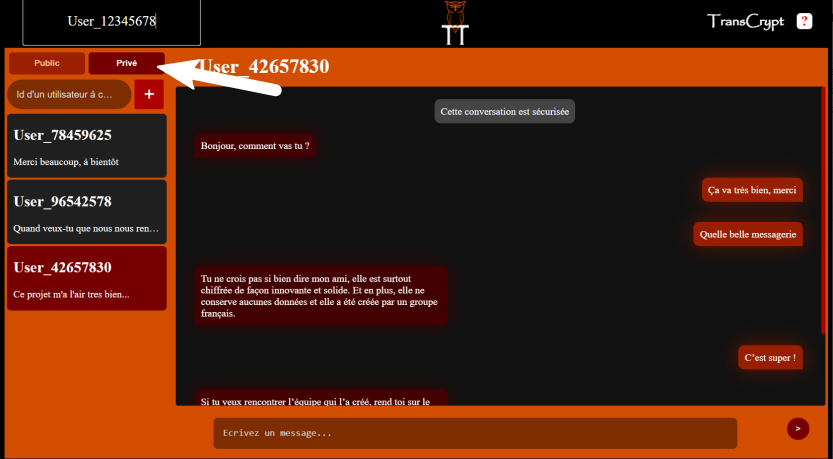 User_12345678
TT
TransCrypt ?
Public Privé
User_42657830
Id d'un utilisateur à c... +
User_78459625
Merci beaucoup, à bientôt
User_96542578
Quand veux-tu que nous nous ren...
User_42657830
Ce projet m'a l'air tres bien...
Cette conversation est sécurisée
Bonjour, comment vas tu ?
Ça va très bien, merci
Quelle belle messagerie
Tu ne crois pas si bien dire mon ami, elle est surtout
chiffrée de façon innovante et solide. Et en plus, elle ne
conserve aucunes données et elle a été créée par un groupe
français.
C'est super !
Si tu veux rencontrer l'équipe qui l'a créé, rend toi sur le
Ecrivez un message... >